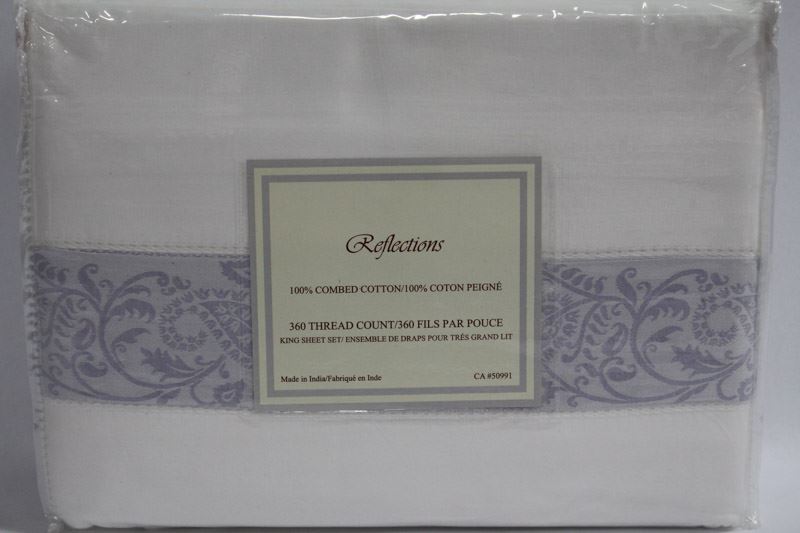 Reflections
100% COMBED COTTON/100% COTON PEIGNÉ
360 THREAD COUNT/360 FILS PAR POUCE
KING SHEET SET/ ENSEMBLE DE DRAPS POUR TRÉS GRAND LIT
Made in India/Fabriqué en Inde CA #50991